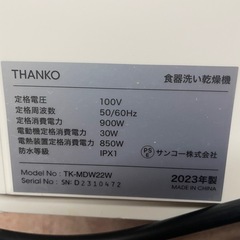 THANKO 食器洗い乾燥機
定格電圧 100V
定格周波数 50/60Hz
定格消費電力 900W
電動機定格消費電力 30W
電熱装置定格消費電力 850W
防水等級 IPX1
PS E サンコー株式会社
Model No : TK-MDW22W 2023年製
Serial No : SN: D2310472 MADE IN CHINA